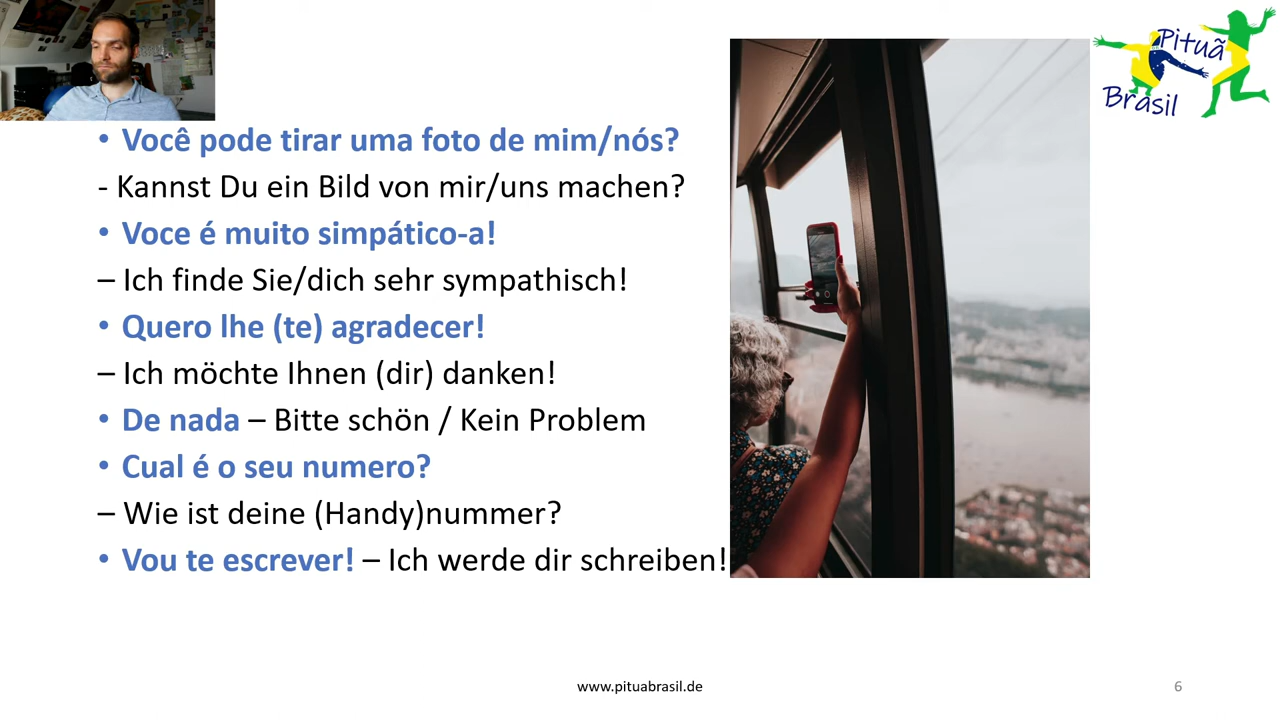 Pituã
Brasil
• Você pode tirar uma foto de mim/nós?
- Kannst Du ein Bild von mir/uns machen?
• Voce é muito simpático-a!
– Ich finde Sie/dich sehr sympathisch!
• Quero lhe (te) agradecer!
– Ich möchte Ihnen (dir) danken!
• De nada – Bitte schön / Kein Problem
• Cual é o seu numero?
– Wie ist deine (Handy)nummer?
• Vou te escrever! – Ich werde dir schreiben!
www.pituabrasil.de
6